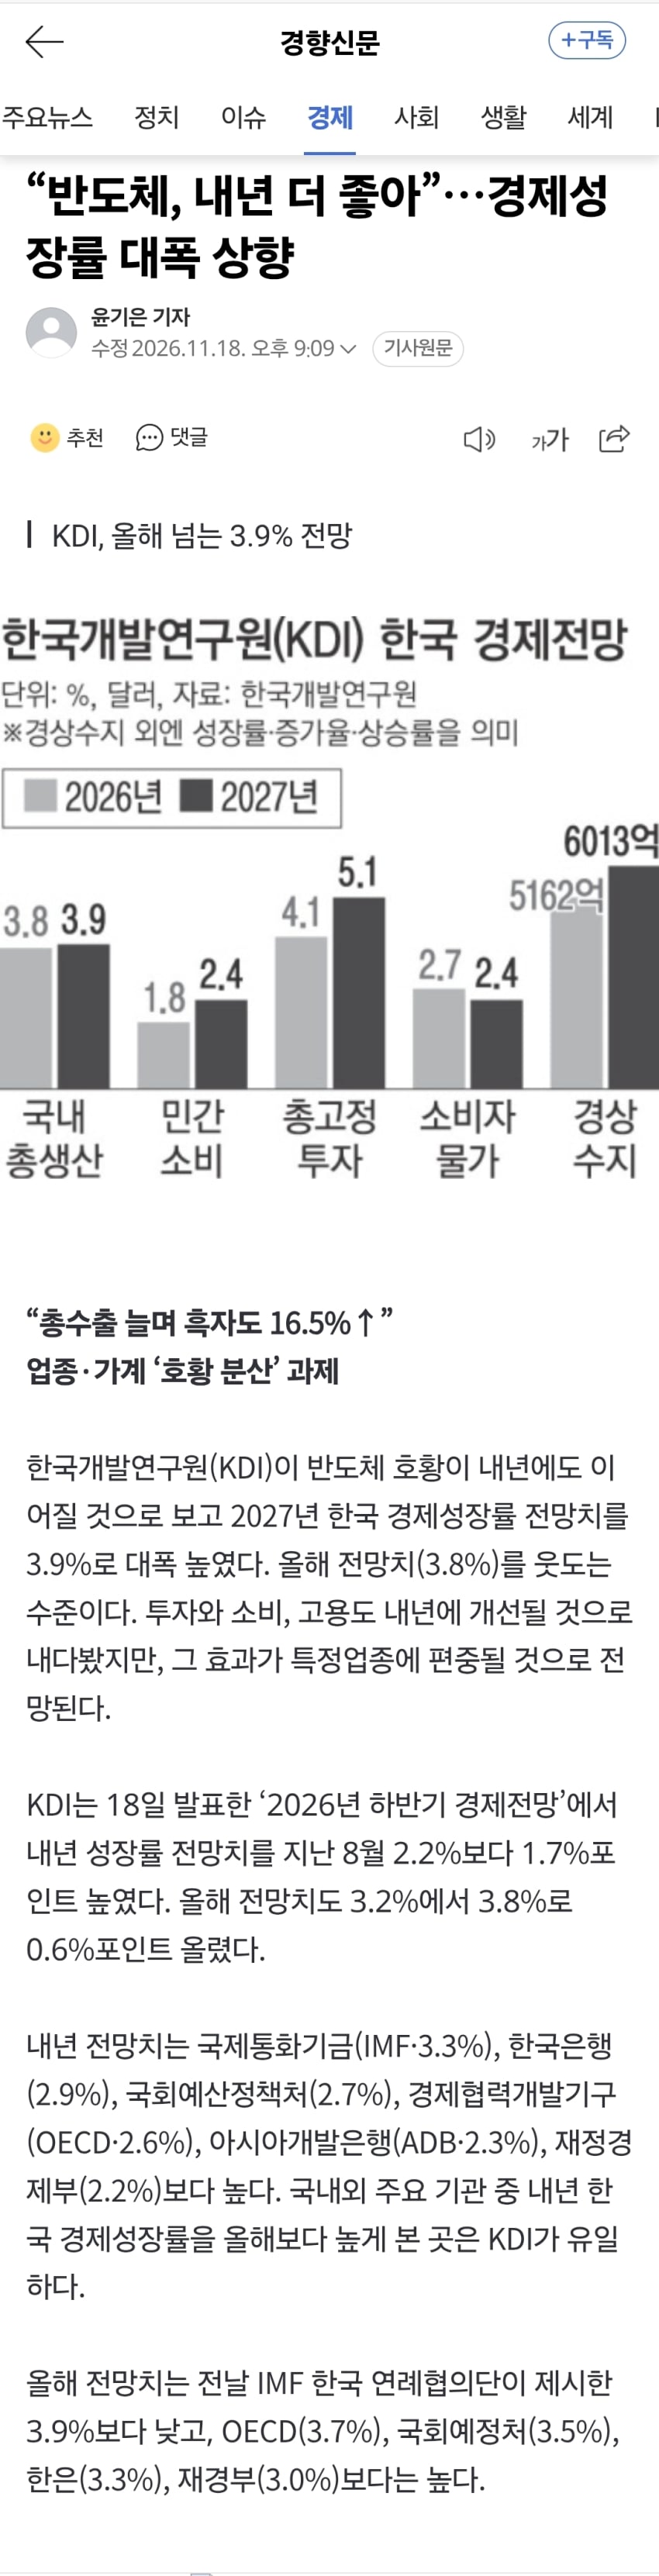 경향신문
+구독
주요뉴스 정치 이슈 경제 사회 생활 세계
“반도체, 내년 더 좋아”…경제성
장률 대폭 상향
윤기은 기자
수정 2026.11.18. 오후 9:09
기사원문
추천 댓글
가가
KDI, 올해 넘는 3.9% 전망
한국개발연구원(KDI) 한국 경제전망
단위: %, 달러, 자료: 한국개발연구원
※경상수지 외엔 성장률·증가율·상승률을 의미
2026년 2027년
3.8 3.9
1.8 2.4
4.1 5.1
2.7 2.4
5162억 6013억
국내
총생산
민간
소비
총고정
투자
소비자
물가
경상
수지
“총수출 늘며 흑자도 16.5%↑”
업종·가계 ‘호황 분산’ 과제
한국개발연구원(KDI)이 반도체 호황이 내년에도 이
어질 것으로 보고 2027년 한국 경제성장률 전망치를
3.9%로 대폭 높였다. 올해 전망치(3.8%)를 웃도는
수준이다. 투자와 소비, 고용도 내년에 개선될 것으로
내다봤지만, 그 효과가 특정업종에 편중될 것으로 전
망된다.
KDI는 18일 발표한 ‘2026년 하반기 경제전망’에서
내년 성장률 전망치를 지난 8월 2.2%보다 1.7%포
인트 높였다. 올해 전망치도 3.2%에서 3.8%로
0.6%포인트 올렸다.
내년 전망치는 국제통화기금(IMF·3.3%), 한국은행
(2.9%), 국회예산정책처(2.7%), 경제협력개발기구
(OECD·2.6%), 아시아개발은행(ADB·2.3%), 재정경
제부(2.2%)보다 높다. 국내외 주요 기관 중 내년 한
국 경제성장률을 올해보다 높게 본 곳은 KDI가 유일
하다.
올해 전망치는 전날 IMF 한국 연례협의단이 제시한
3.9%보다 낮고, OECD(3.7%), 국회예정처(3.5%),
한은(3.3%), 재경부(3.0%)보다는 높다.